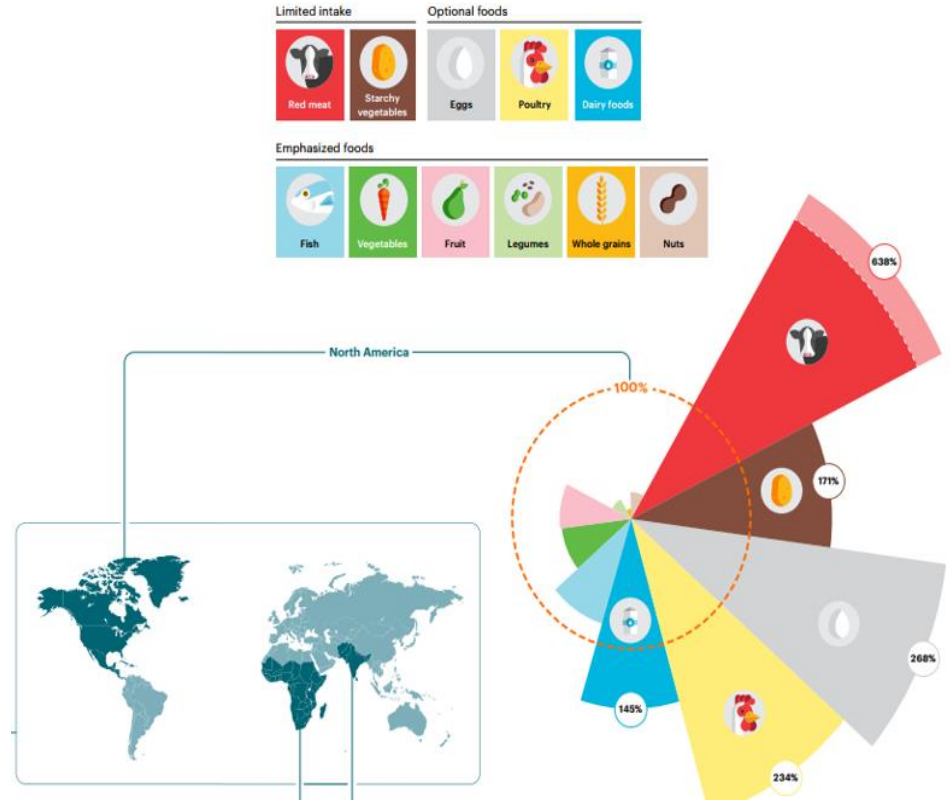 Limited intake
Optional foods
Red meat
Starchy
vegetables
Eggs
Poultry
Dairy foods
Emphasized foods
Fish
Vegetables
Fruit
Legumes
Whole grains
Nuts
638%
North America
100%
171%
268%
145%
234%